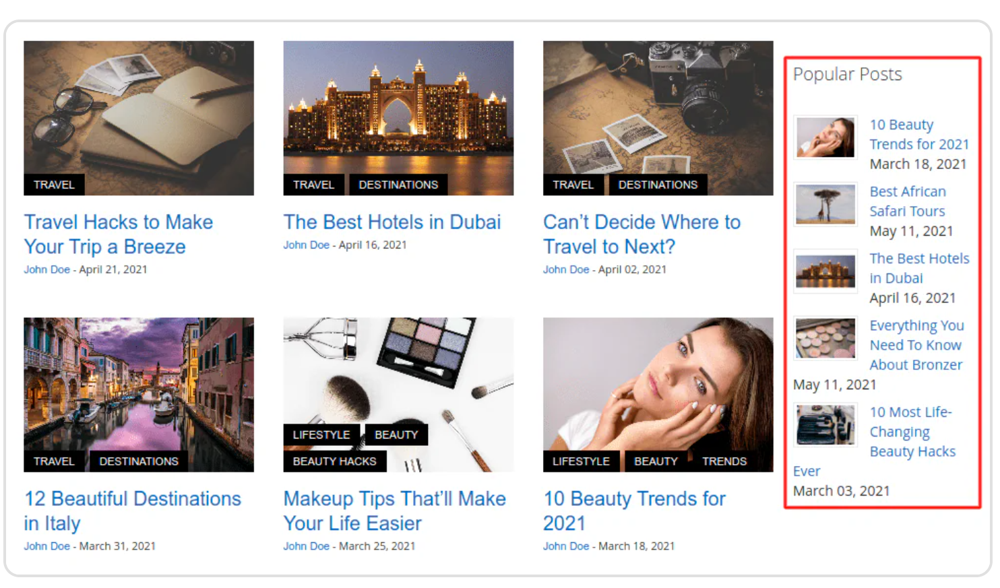 TRAVEL
Travel Hacks to Make
Your Trip a Breeze
John Doe - April 21, 2021
TRAVEL DESTINATIONS
The Best Hotels in Dubai
John Doe - April 16, 2021
TRAVEL DESTINATIONS
Can’t Decide Where to
Travel to Next?
John Doe - April 02, 2021
TRAVEL DESTINATIONS
12 Beautiful Destinations
in Italy
John Doe - March 31, 2021
LIFESTYLE BEAUTY
BEAUTY HACKS
Makeup Tips That’ll Make
Your Life Easier
John Doe - March 25, 2021
LIFESTYLE BEAUTY TRENDS
10 Beauty Trends for
2021
John Doe - March 18, 2021
Popular Posts
10 Beauty
Trends for 2021
March 18, 2021
Best African
Safari Tours
May 11, 2021
The Best Hotels
in Dubai
April 16, 2021
Everything You
Need To Know
About Bronzer
May 11, 2021
10 Most Life-
Changing
Beauty Hacks
Ever
March 03, 2021